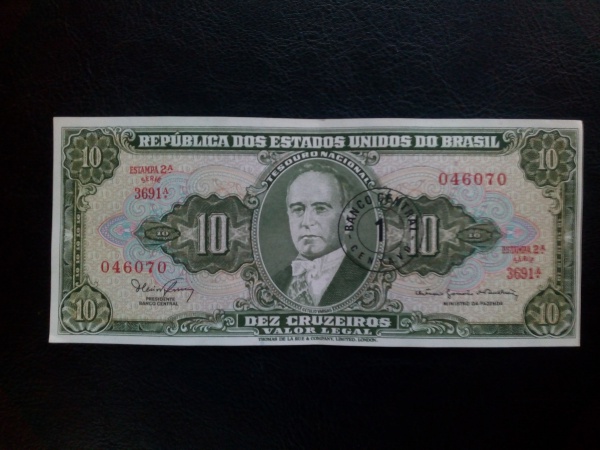 REPÚBLICA DOS ESTADOS UNIDOS DO BRASIL
TESOURO NACIONAL
10
10
ESTAMPA 2ª
SÉRIE
3691ª
046070
BANCO CENTRAL
1
CENTAVO
10
10
046070
ESTAMPA 2ª
SÉRIE
3691ª
PRESIDENTE
BANCO CENTRAL
MINISTRO DA FAZENDA
10
10
DEZ CRUZEIROS
VALOR LEGAL
THOMAS DE LA RUE & COMPANY, LIMITED, LONDON.